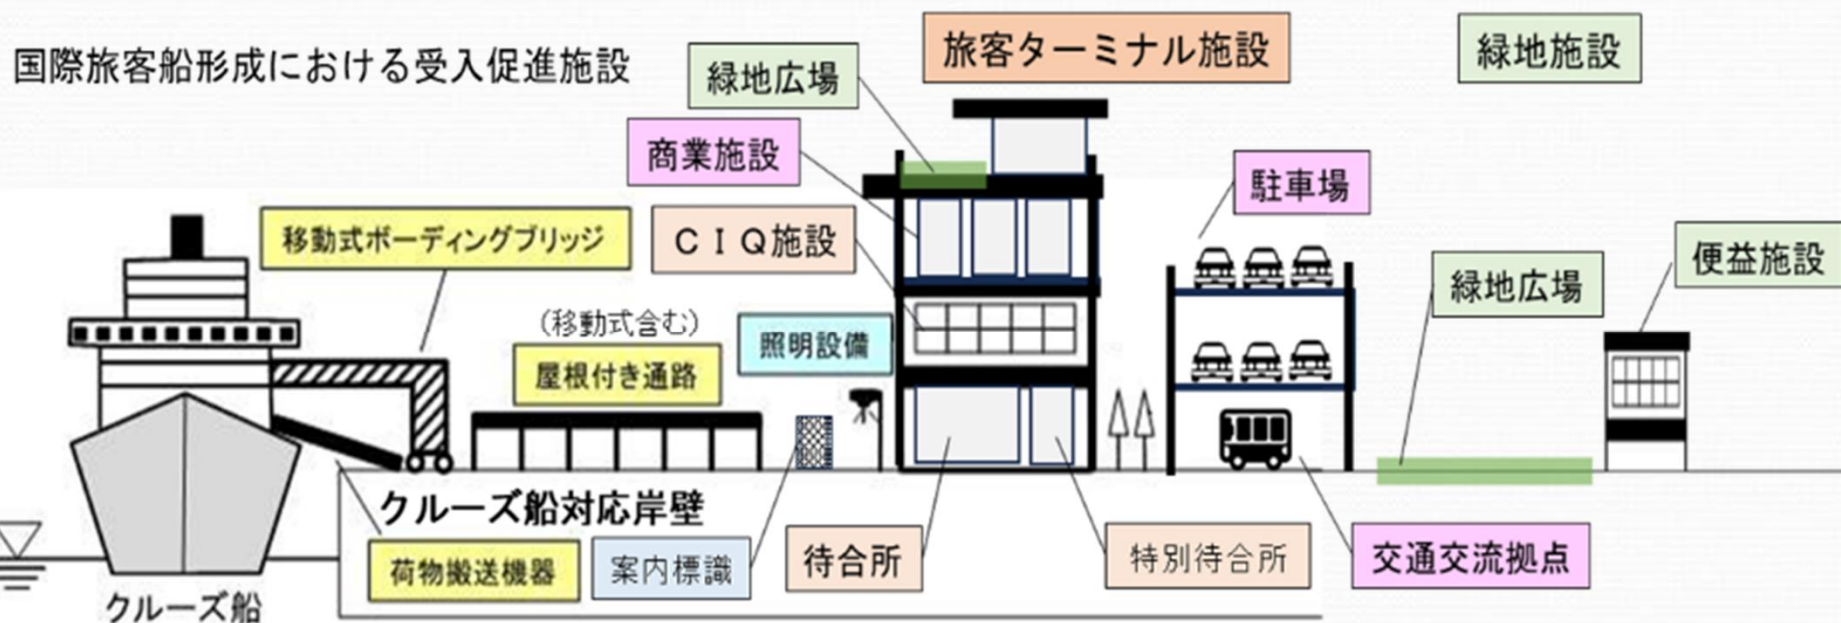 国際旅客船形成における受入促進施設
旅客ターミナル施設
緑地施設
緑地広場
商業施設
駐車場
移動式ボーディングブリッジ
ＣＩＱ施設
便益施設
緑地広場
(移動式含む)
照明設備
屋根付き通路
クルーズ船対応岸壁
荷物搬送機器
案内標識
待合所
特別待合所
交通交流拠点
クルーズ船